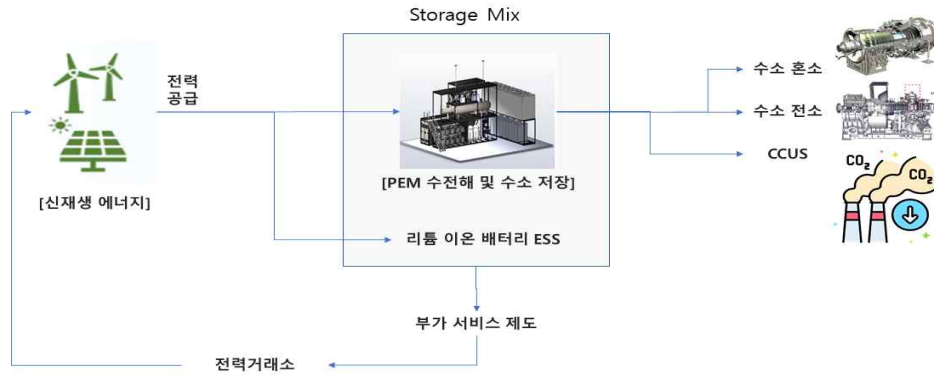 Storage Mix
전력
공급
[신재생 에너지]
[PEM 수전해 및 수소 저장]
리튬 이온 배터리 ESS
수소 혼소
수소 전소
CCUS
CO₂
CO₂
부가 서비스 제도
전력거래소